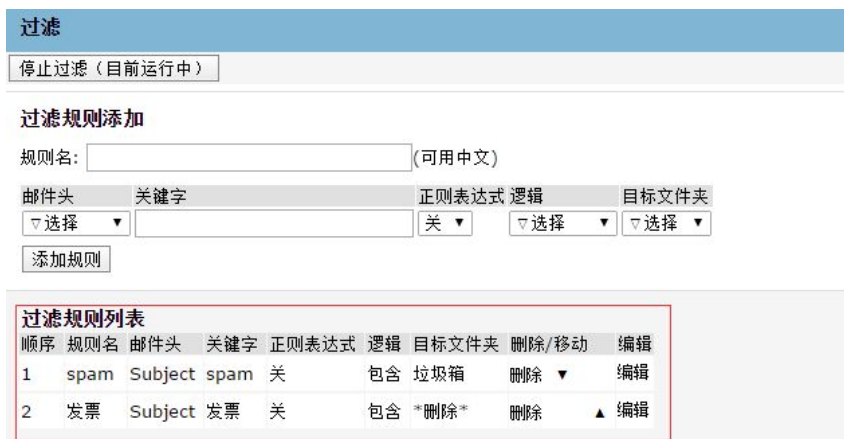 过滤
停止过滤（目前运行中）
过滤规则添加
规则名: (可用中文)
邮件头 关键字 正则表达式 逻辑 目标文件夹
▽选择 ▼ 关 ▼ ▽选择 ▼ ▽选择 ▼
添加规则
过滤规则列表
顺序 规则名 邮件头 关键字 正则表达式 逻辑 目标文件夹 删除/移动 编辑
1 spam Subject spam 关 包含 垃圾箱 删除 ▼ 编辑
2 发票 Subject 发票 关 包含 *删除* 删除 ▲ 编辑